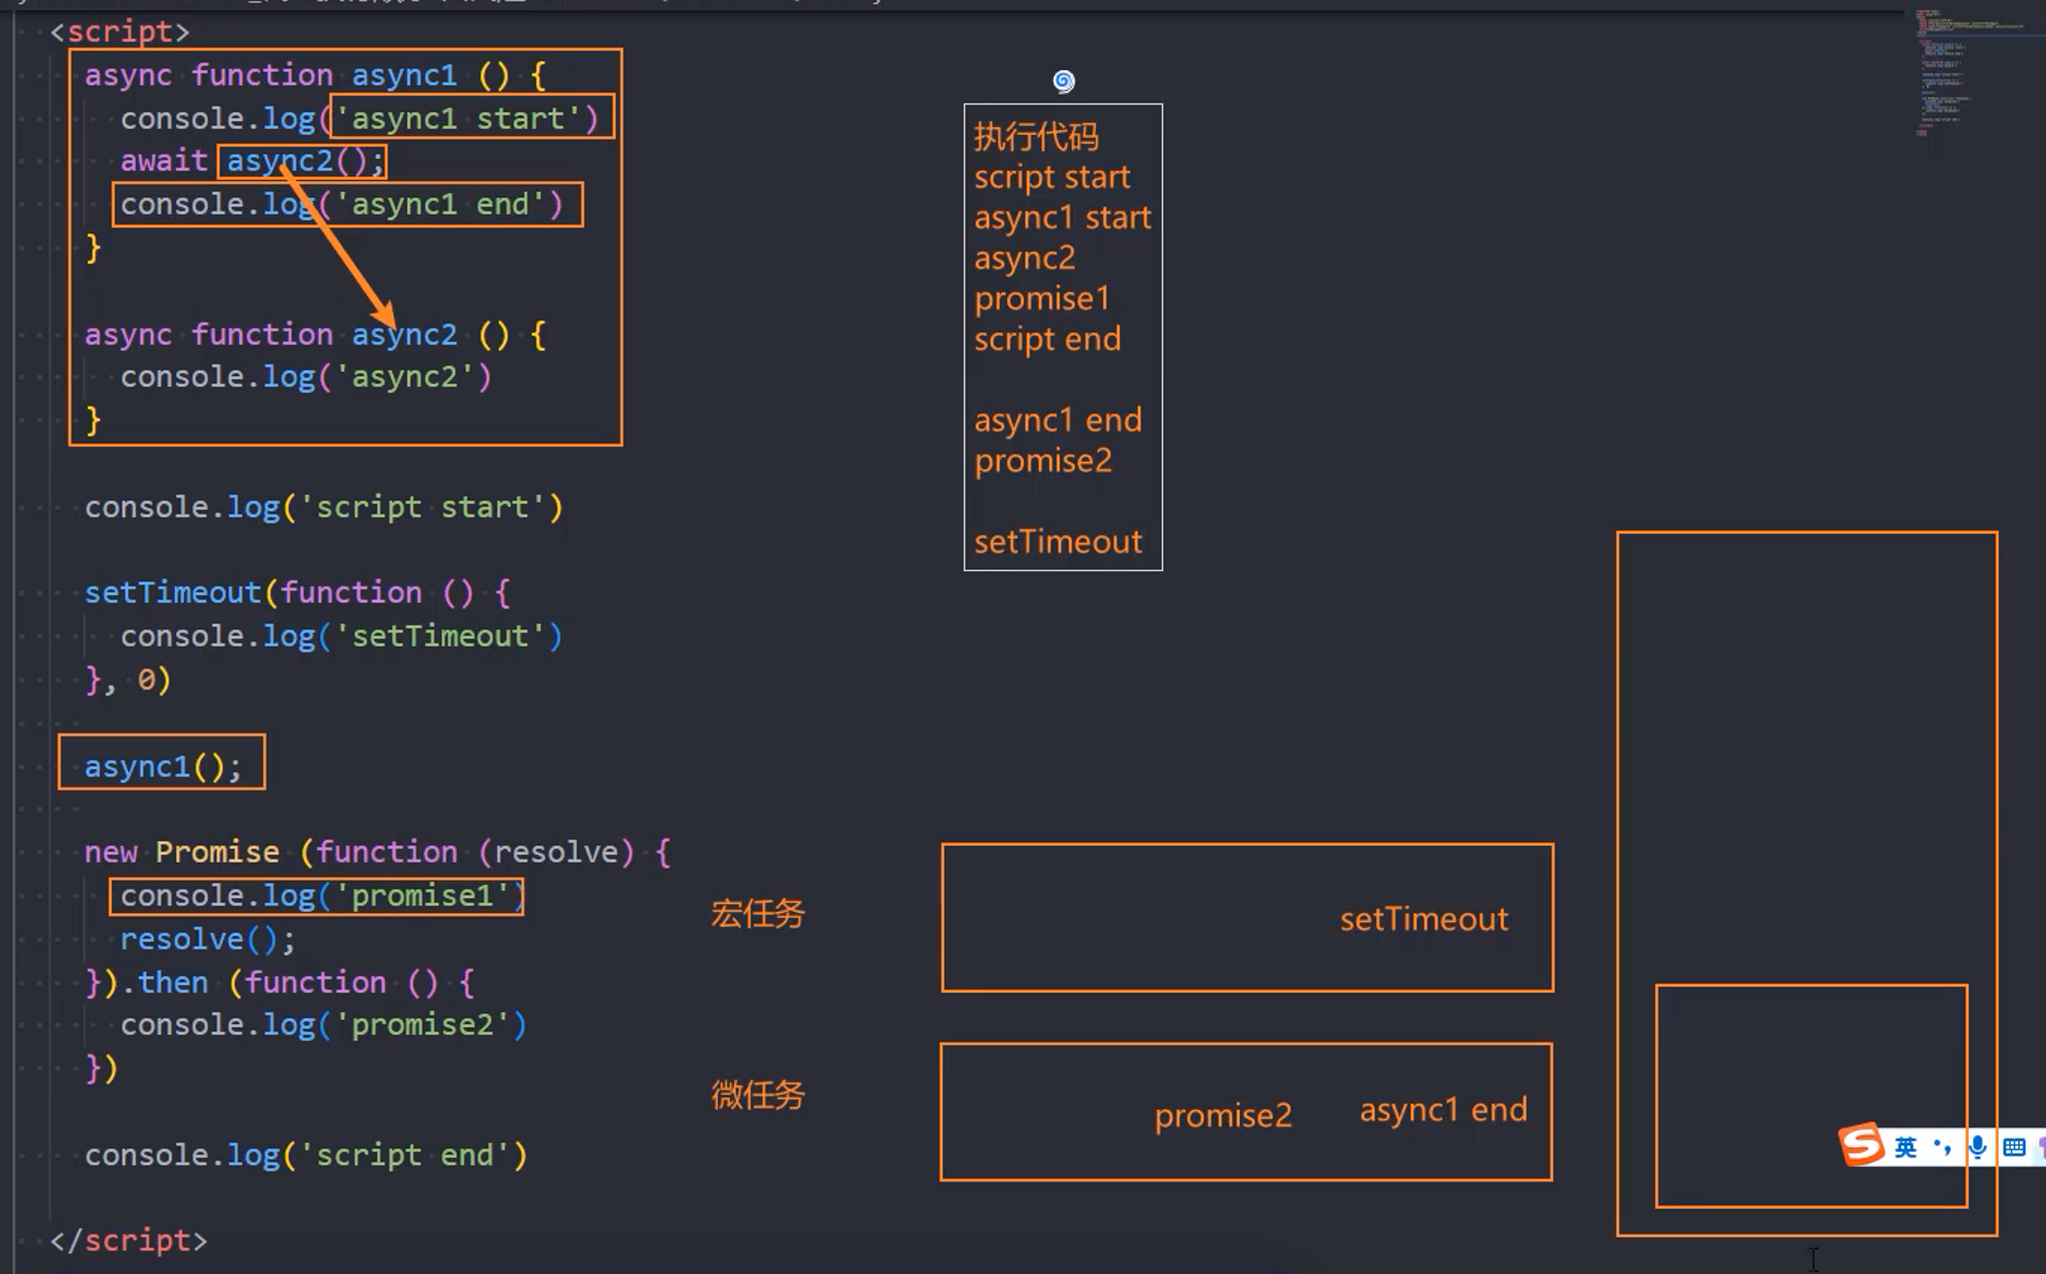 <script>
async function async1 () {
console.log('async1 start')
await async2();
console.log('async1 end')
}
async function async2 () {
console.log('async2')
}
console.log('script start')
setTimeout(function () {
console.log('setTimeout')
}, 0)
async1();
new Promise (function (resolve) {
console.log('promise1')
resolve();
}).then (function () {
console.log('promise2')
})
console.log('script end')
</script>
执行代码
script start
async1 start
async2
promise1
script end
async1 end
promise2
setTimeout
宏任务
setTimeout
微任务
promise2 async1 end
英